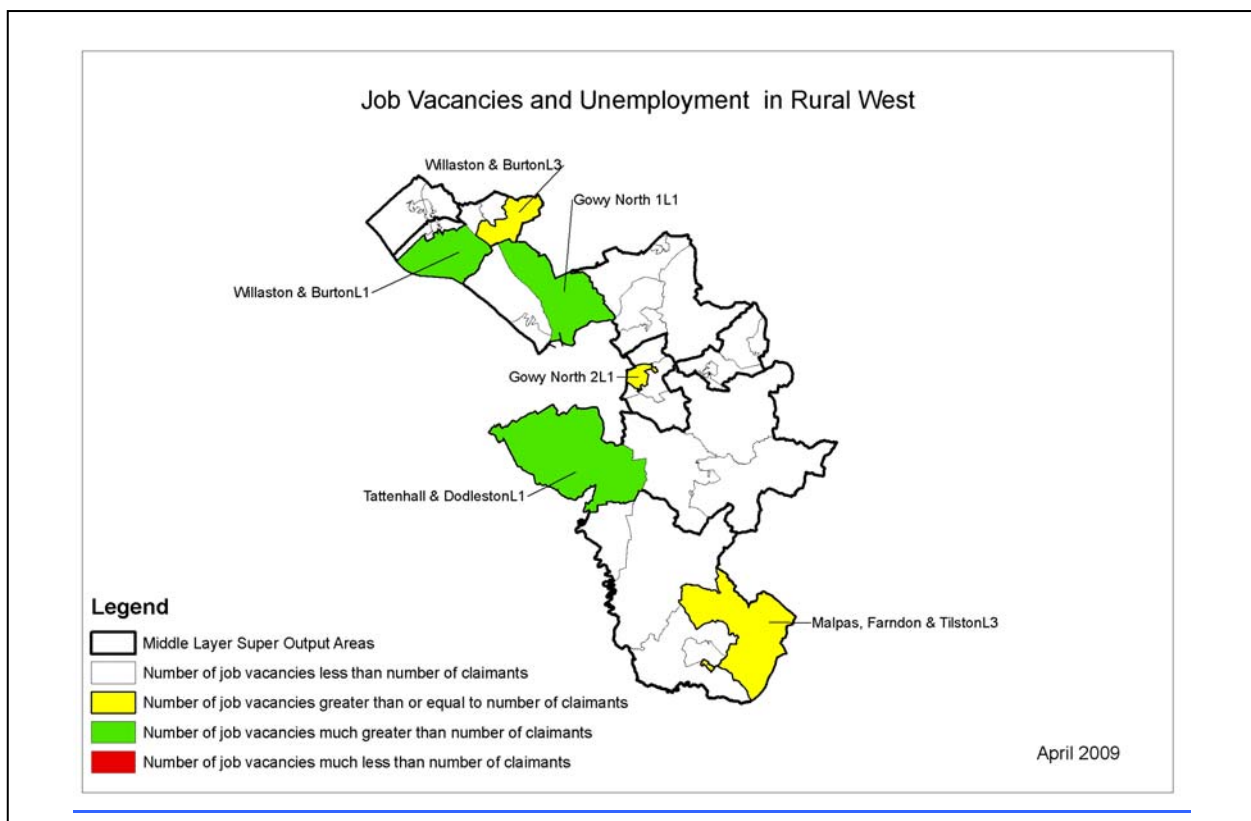 Job Vacancies and Unemployment in Rural West
Willaston & BurtonL3
Gowy North 1L1
Willaston & BurtonL1
Gowy North 2L1
Tattenhall & DodlestonL1
Malpas, Farndon & TilstonL3
Legend
Middle Layer Super Output Areas
Number of job vacancies less than number of claimants
Number of job vacancies greater than or equal to number of claimants
Number of job vacancies much greater than number of claimants
Number of job vacancies much less than number of claimants
April 2009